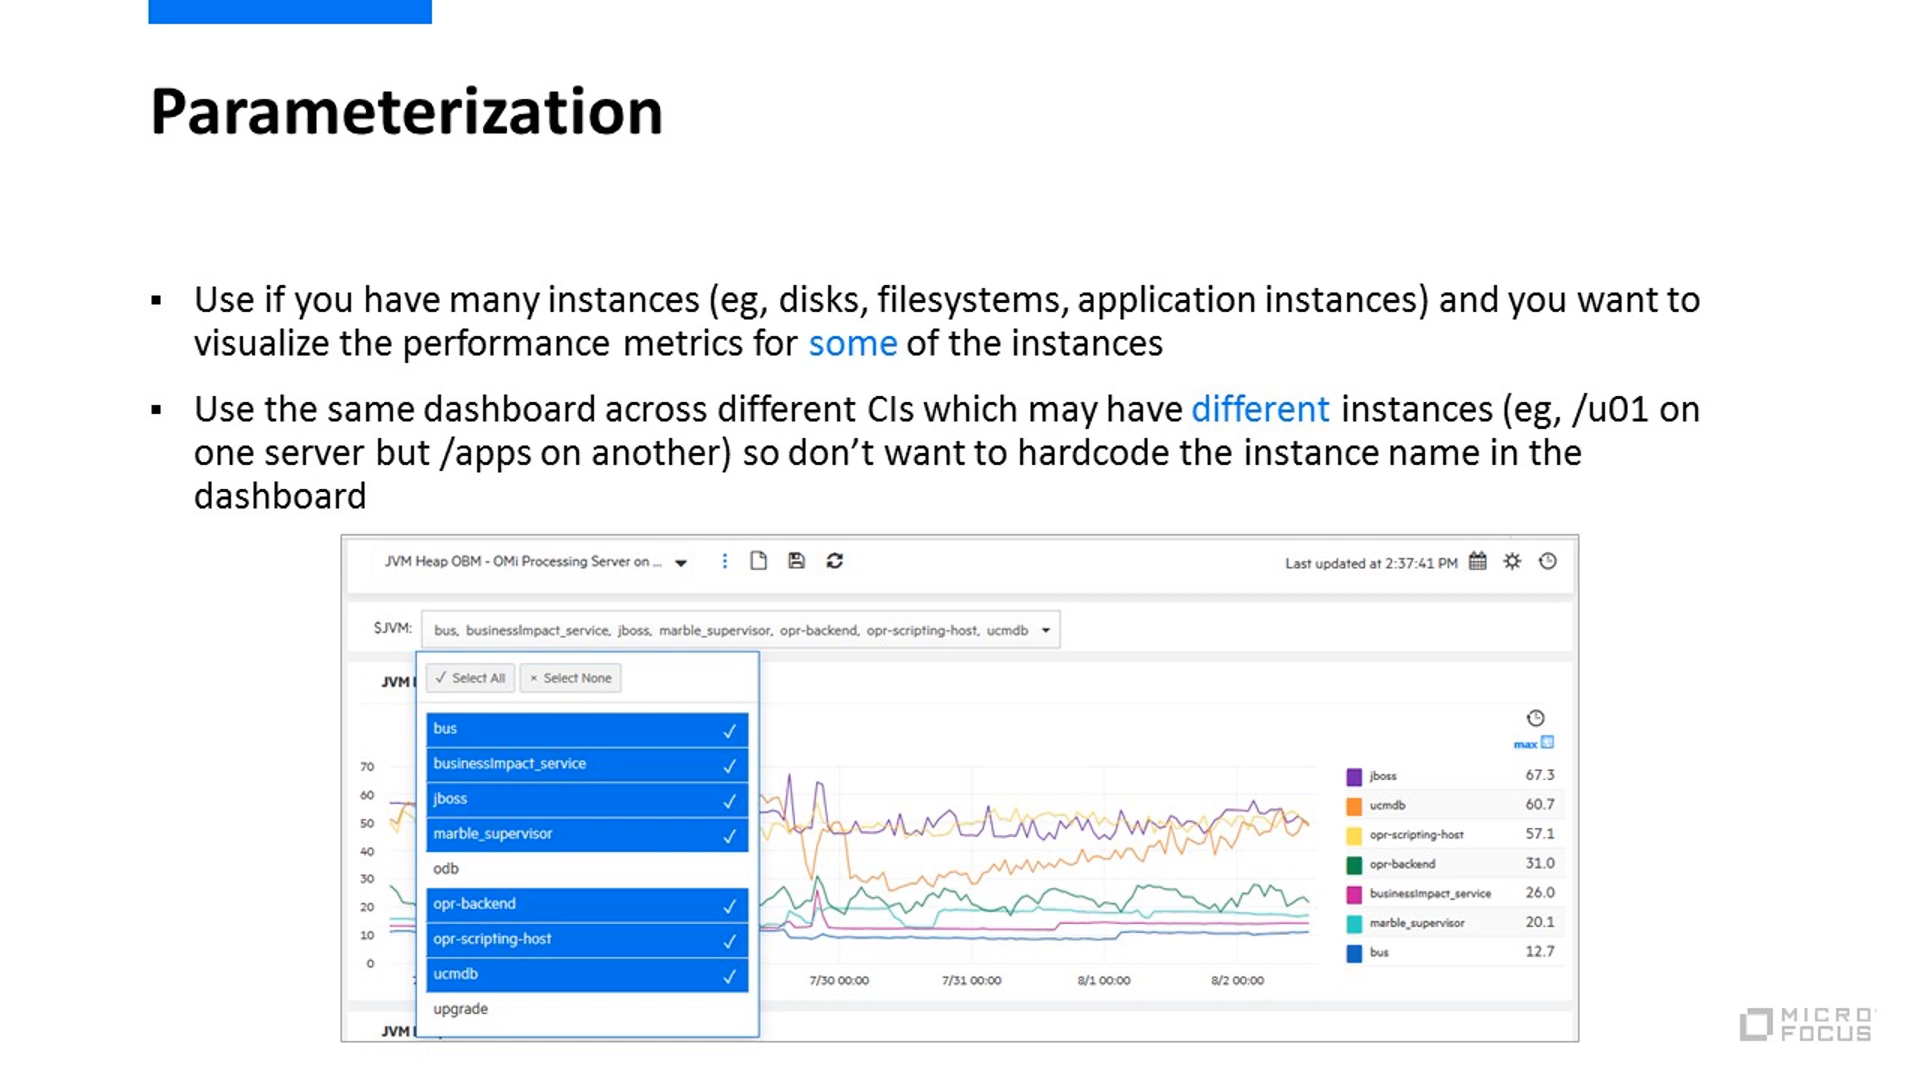 Parameterization
▪ Use if you have many instances (eg, disks, filesystems, application instances) and you want to
visualize the performance metrics for some of the instances
▪ Use the same dashboard across different CIs which may have different instances (eg, /u01 on
one server but /apps on another) so don’t want to hardcode the instance name in the
dashboard
JVM Heap OBM - OMi Processing Server on ...
Last updated at 2:37:41 PM
$JVM: bus, businessImpact_service, jboss, marble_supervisor, opr-backend, opr-scripting-host, ucmdb
JVM
✓ Select All × Select None
bus
businessImpact_service
jboss
marble_supervisor
odb
opr-backend
opr-scripting-host
ucmdb
upgrade
70
60
50
40
30
20
10
0
7/30 00:00 7/31 00:00 8/1 00:00 8/2 00:00
max
jboss 67.3
ucmdb 60.7
opr-scripting-host 57.1
opr-backend 31.0
businessImpact_service 26.0
marble_supervisor 20.1
bus 12.7
JVM
MICRO
FOCUS